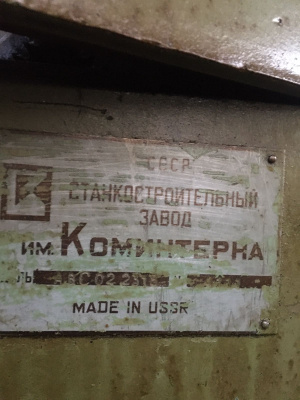 СССР
СТАНКОСТРОИТЕЛЬНЫЙ
ЗАВОД
ИМ. КОМИНТЕРНА
MADE IN USSR